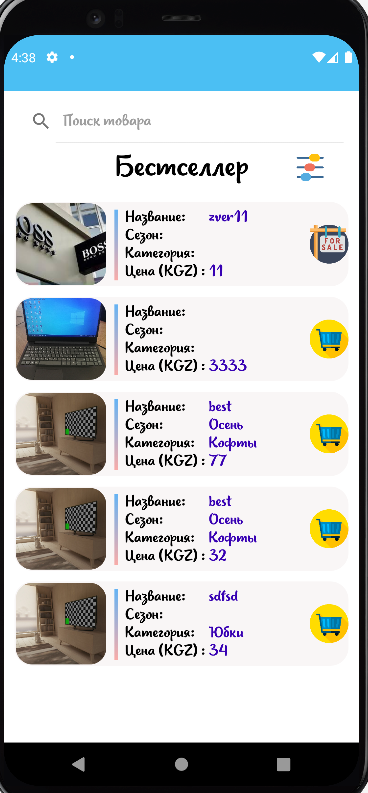 4:38
Поиск товара
Бестселлер
BOSS
Название: zver11
Сезон:
Категория:
Цена (KGZ) : 11
FOR
SALE
Название:
Сезон:
Категория:
Цена (KGZ) : 3333
Название: best
Сезон: Осень
Категория: Кофты
Цена (KGZ) : 77
Название: best
Сезон: Осень
Категория: Кофты
Цена (KGZ) : 32
Название: sdfsd
Сезон:
Категория: Юбки
Цена (KGZ) : 34